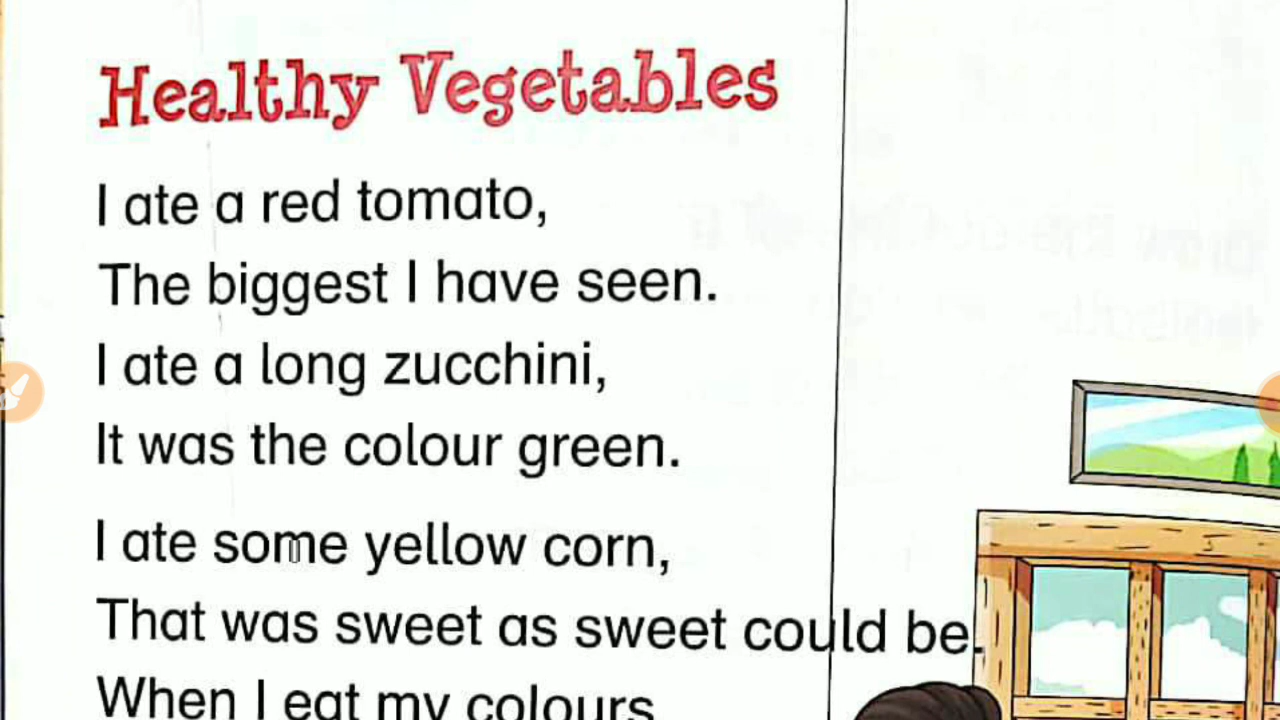 Healthy Vegetables
I ate a red tomato,
The biggest I have seen.
I ate a long zucchini,
It was the colour green.
I ate some yellow corn,
That was sweet as sweet could be.
When I eat my colours